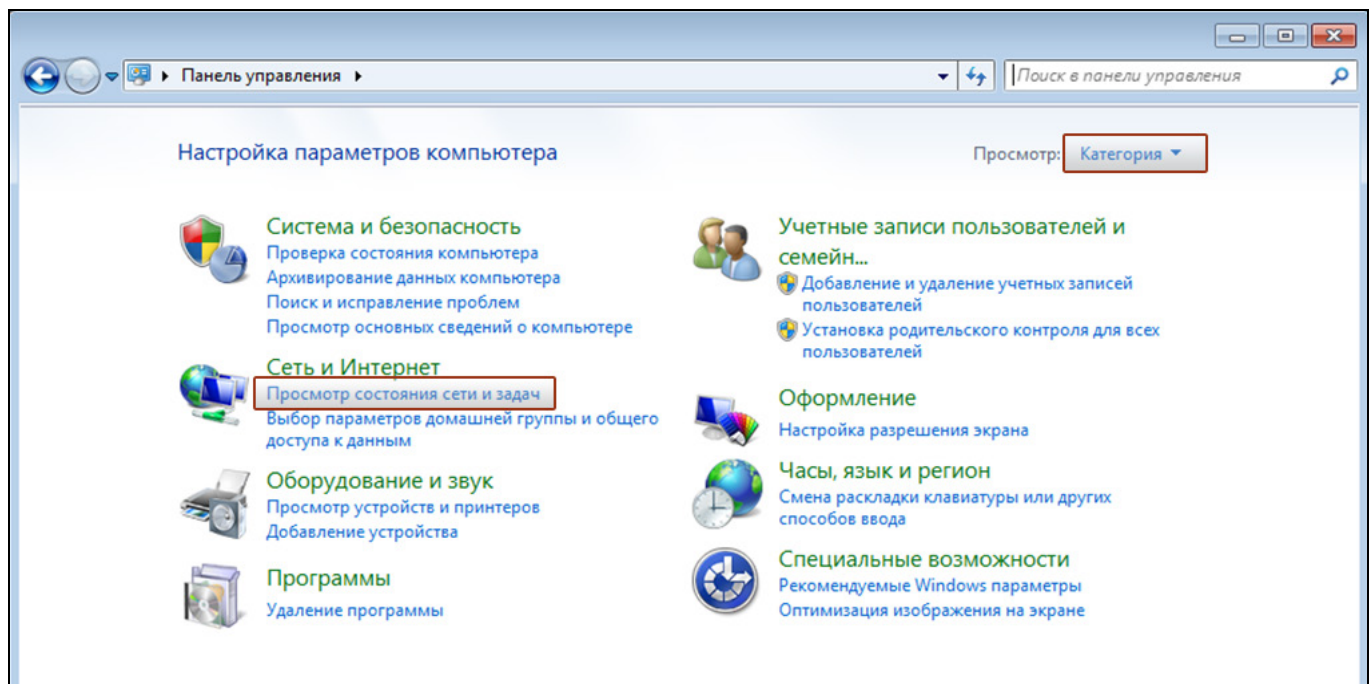 Панель управления
Поиск в панели управления
Настройка параметров компьютера
Просмотр: Категория
Система и безопасность
Проверка состояния компьютера
Архивирование данных компьютера
Поиск и исправление проблем
Просмотр основных сведений о компьютере
Сеть и Интернет
Просмотр состояния сети и задач
Выбор параметров домашней группы и общего
доступа к данным
Оборудование и звук
Просмотр устройств и принтеров
Добавление устройства
Программы
Удаление программы
Учетные записи пользователей и
семейн...
Добавление и удаление учетных записей
пользователей
Установка родительского контроля для всех
пользователей
Оформление
Настройка разрешения экрана
Часы, язык и регион
Смена раскладки клавиатуры или других
способов ввода
Специальные возможности
Рекомендуемые Windows параметры
Оптимизация изображения на экране